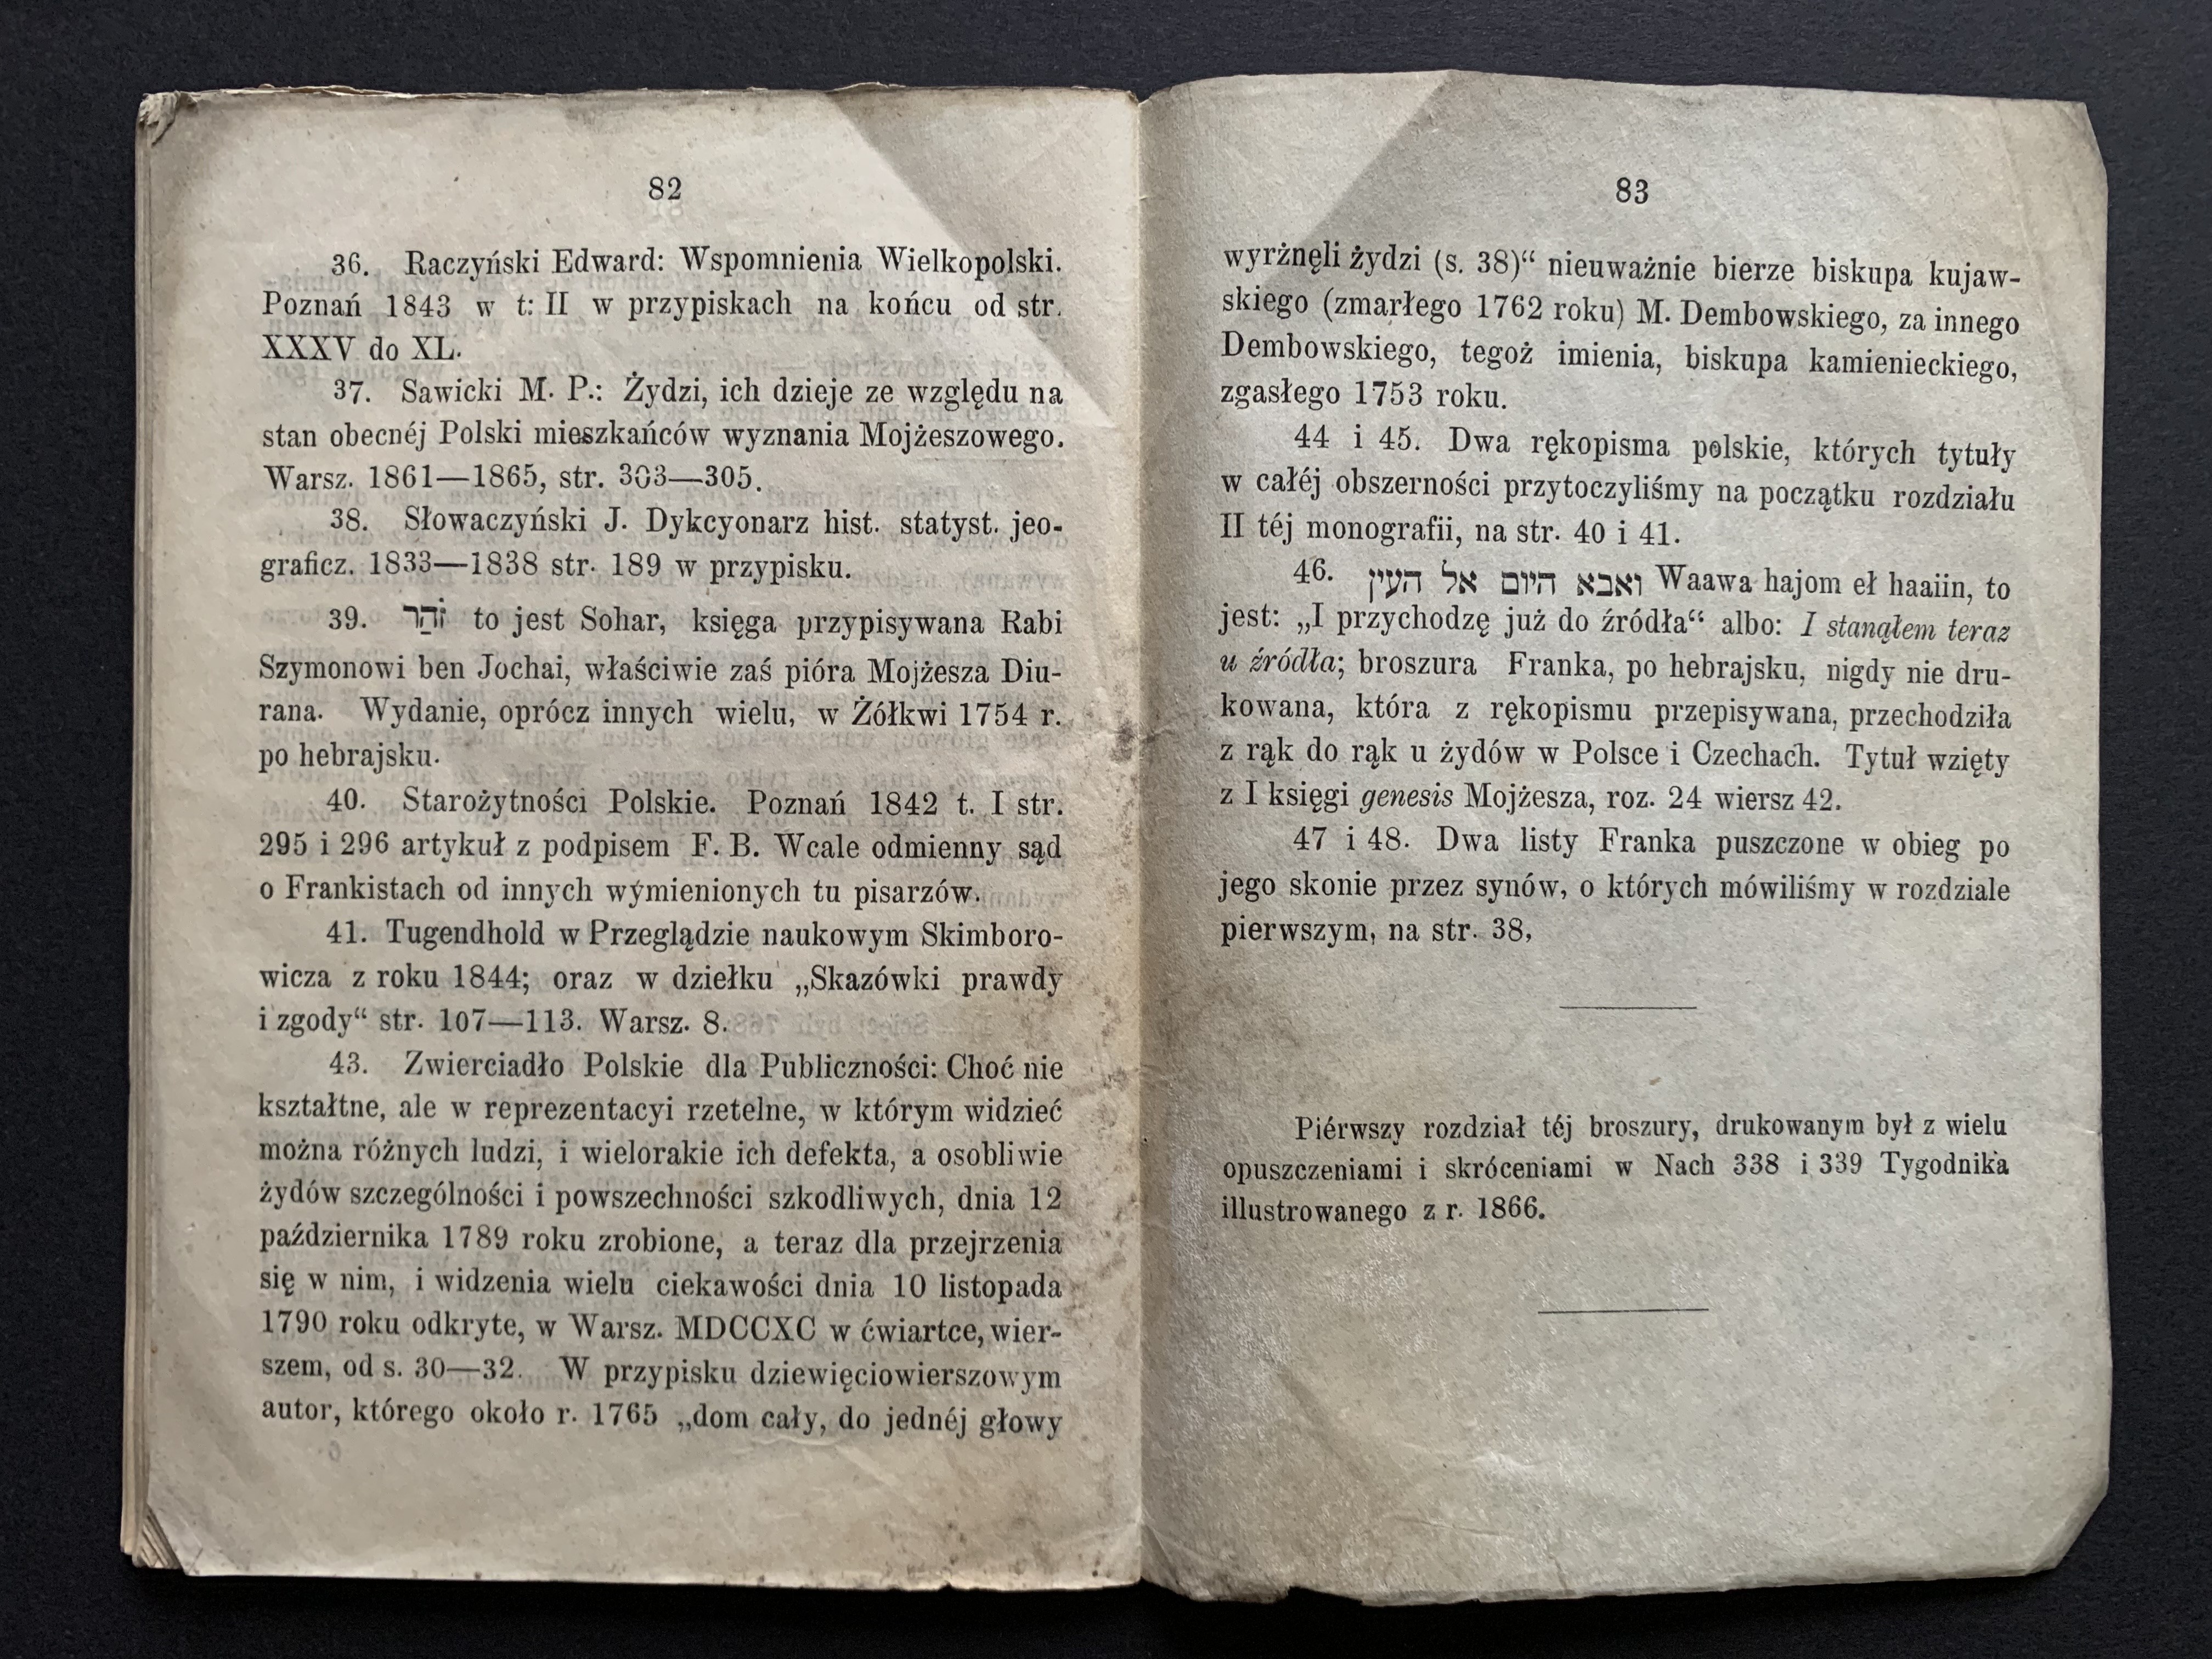 82
36. Raczyński Edward: Wspomnienia Wielkopolski.
Poznań 1843 w t: II w przypiskach na końcu od str.
XXXV do XL.
37. Sawicki M. P.: Żydzi, ich dzieje ze względu na
stan obecnéj Polski mieszkańców wyznania Mojżeszowego.
Warsz. 1861—1865, str. 303—305.
38. Słowaczyński J. Dykcyonarz hist. statyst. jeo-
graficz. 1833—1838 str. 189 w przypisku.
39. זֹהַר to jest Sohar, księga przypisywana Rabi
Szymonowi ben Jochai, właściwie zaś pióra Mojżesza Diu-
rana. Wydanie, oprócz innych wielu, w Żółkwi 1754 r.
po hebrajsku.
40. Starożytności Polskie. Poznań 1842 t. I str.
295 i 296 artykuł z podpisem F. B. Wcale odmienny sąd
o Frankistach od innych wymienionych tu pisarzów.
41. Tugendhold w Przeglądzie naukowym Skimboro-
wicza z roku 1844; oraz w dziełku „Skazówki prawdy
i zgody“ str. 107—113. Warsz. 8.
43. Zwierciadło Polskie dla Publiczności: Choć nie
kształtne, ale w reprezentacyi rzetelne, w którym widzieć
można różnych ludzi, i wielorakie ich defekta, a osobliwie
żydów szczególności i powszechności szkodliwych, dnia 12
października 1789 roku zrobione, a teraz dla przejrzenia
się w nim, i widzenia wielu ciekawości dnia 10 listopada
1790 roku odkryte, w Warsz. MDCCXC w ćwiartce, wier-
szem, od s. 30—32. W przypisku dziewięciowierszowym
autor, którego około r. 1765 „dom cały, do jednéj głowy
83
wyrżnęli żydzi (s. 38)“ nieuważnie bierze biskupa kujaw-
skiego (zmarłego 1762 roku) M. Dembowskiego, za innego
Dembowskiego, tegoż imienia, biskupa kamienieckiego,
zgasłego 1753 roku.
44 i 45. Dwa rękopisma polskie, których tytuły
w całéj obszerności przytoczyliśmy na początku rozdziału
II téj monografii, na str. 40 i 41.
46. ואבא היום אל העין Waawa hajom eł haaiin, to
jest: „I przychodzę już do źródła“ albo: I stanąłem teraz
u źródła; broszura Franka, po hebrajsku, nigdy nie dru-
kowana, która z rękopismu przepisywana, przechodziła
z rąk do rąk u żydów w Polsce i Czechach. Tytuł wzięty
z I księgi genesis Mojżesza, roz. 24 wiersz 42.
47 i 48. Dwa listy Franka puszczone w obieg po
jego skonie przez synów, o których mówiliśmy w rozdziale
pierwszym, na str. 38,
Piérwszy rozdział téj broszury, drukowanym był z wielu
opuszczeniami i skróceniami w Nach 338 i 339 Tygodnika
illustrowanego z r. 1866.